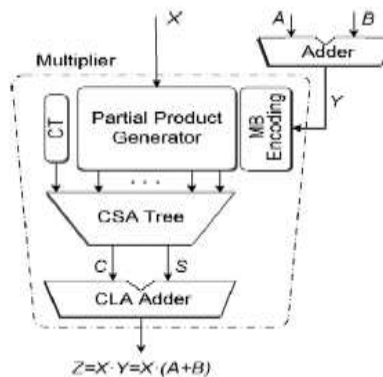 X
A
B
Adder
Multiplier
Y
CT
Partial Product
Generator
MB
Encoding
. . .
CSA Tree
C
S
CLA Adder
Z=X·Y=X·(A+B)